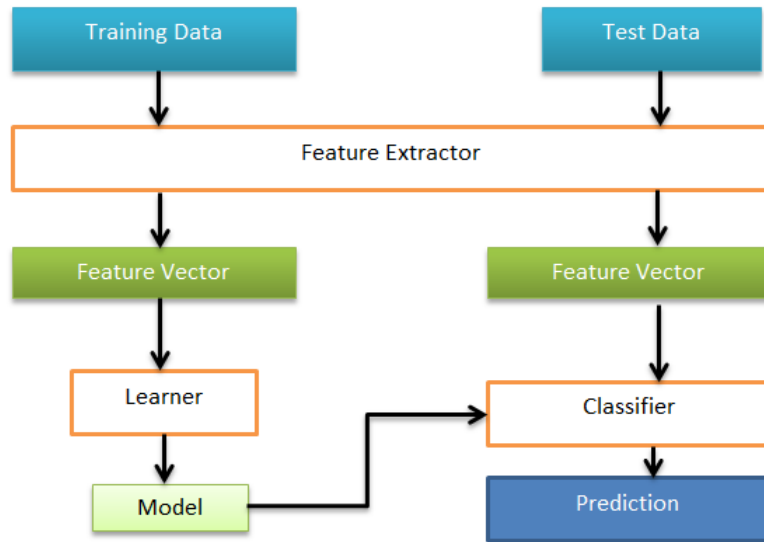 Training Data
Test Data
Feature Extractor
Feature Vector
Feature Vector
Learner
Classifier
Model
Prediction